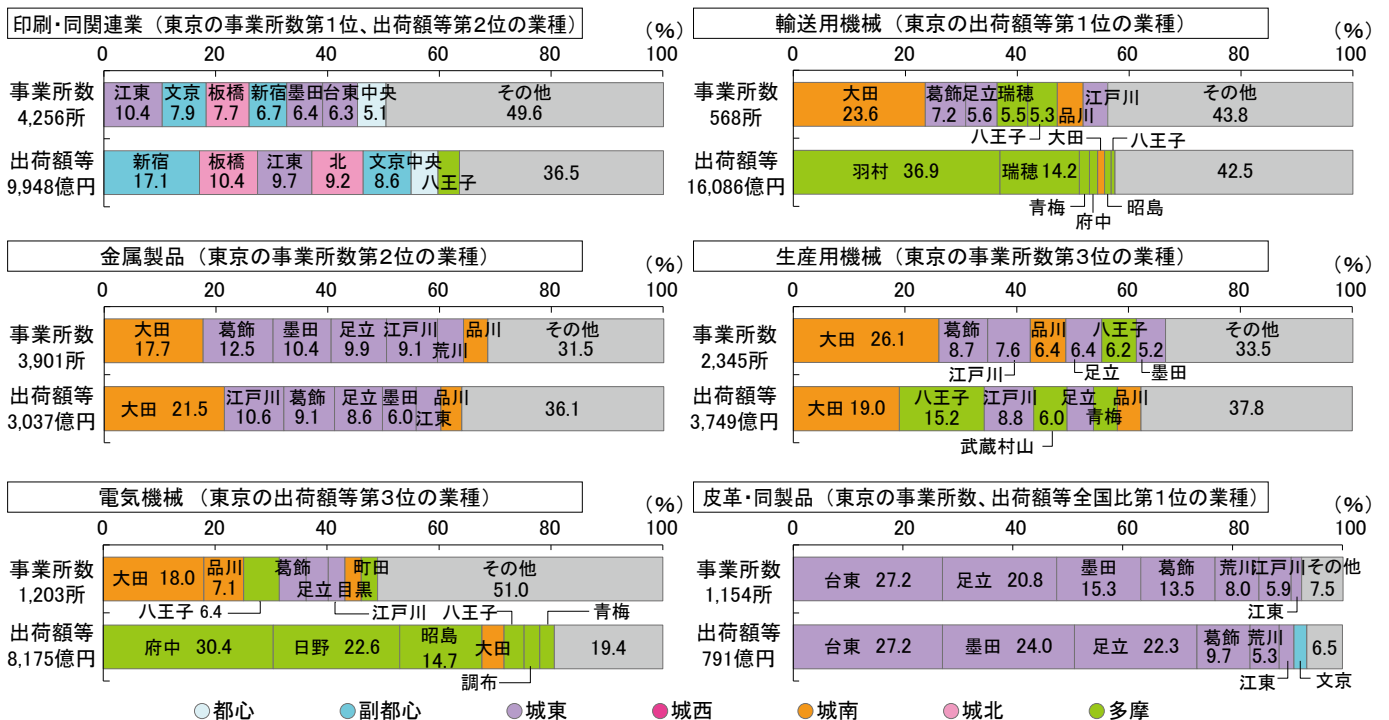 印刷・同関連業（東京の事業所数第1位、出荷額等第2位の業種）
(％)
0 20 40 60 80 100
事業所数
4,256所
江東 文京 板橋 新宿 墨田 台東 中央 その他
10.4 7.9 7.7 6.7 6.4 6.3 5.1 49.6
出荷額等
9,948億円
新宿 板橋 江東 北 文京 中央 八王子
17.1 10.4 9.7 9.2 8.6 36.5
輸送用機械（東京の出荷額等第1位の業種）
(％)
0 20 40 60 80 100
事業所数
568所
大田 葛飾 足立 瑞穂 品川 江戸川 その他
23.6 7.2 5.6 5.5 5.3 43.8
八王子 大田 八王子
出荷額等
16,086億円
羽村 36.9 瑞穂 14.2 42.5
青梅 府中 昭島
金属製品（東京の事業所数第2位の業種）
(％)
0 20 40 60 80 100
事業所数
3,901所
大田 葛飾 墨田 足立 江戸川 荒川 品川 その他
17.7 12.5 10.4 9.9 9.1 31.5
出荷額等
3,037億円
大田 21.5 江戸川 葛飾 足立 墨田 江東 品川
10.6 9.1 8.6 6.0 36.1
生産用機械（東京の事業所数第3位の業種）
(％)
0 20 40 60 80 100
事業所数
2,345所
大田 26.1 葛飾 品川 八王子 その他
8.7 7.6 6.4 6.4 6.2 5.2 33.5
江戸川 足立 墨田
出荷額等
3,749億円
大田 19.0 八王子 江戸川 足立 青梅 品川
15.2 8.8 6.0 37.8
武蔵村山
電気機械（東京の出荷額等第3位の業種）
(％)
0 20 40 60 80 100
事業所数
1,203所
大田 18.0 品川 葛飾 足立 目黒 町田 その他
7.1 51.0
八王子 6.4 江戸川 八王子 青梅
出荷額等
8,175億円
府中 30.4 日野 22.6 昭島 大田 19.4
14.7
調布
皮革・同製品（東京の事業所数、出荷額等全国比第1位の業種）
(％)
0 20 40 60 80 100
事業所数
1,154所
台東 27.2 足立 20.8 墨田 葛飾 荒川 江戸川 その他
15.3 13.5 8.0 5.9 7.5
江東
出荷額等
791億円
台東 27.2 墨田 24.0 足立 22.3 葛飾 荒川 6.5
9.7 5.3
江東 文京
都心 副都心 城東 城西 城南 城北 多摩